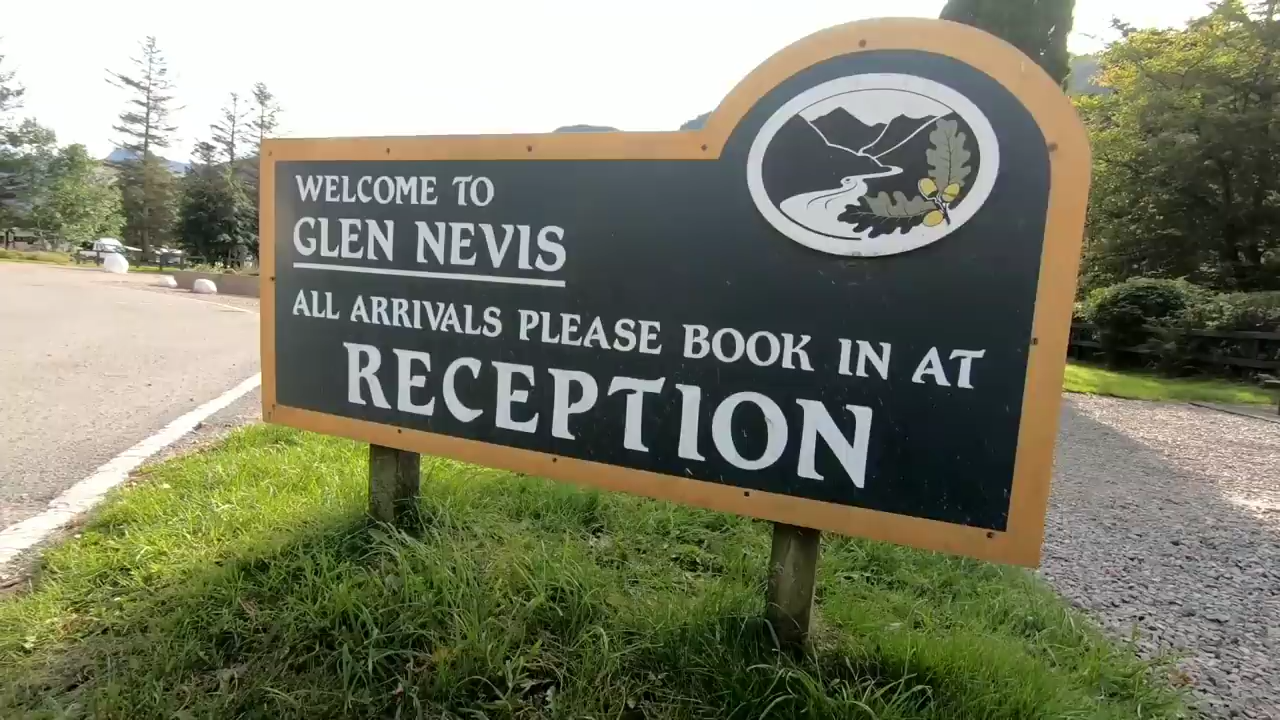 WELCOME TO
GLEN NEVIS
ALL ARRIVALS PLEASE BOOK IN AT
RECEPTION